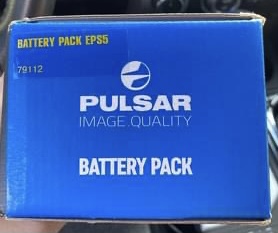 BATTERY PACK EPS5
79112
PULSAR
IMAGE.QUALITY
BATTERY PACK